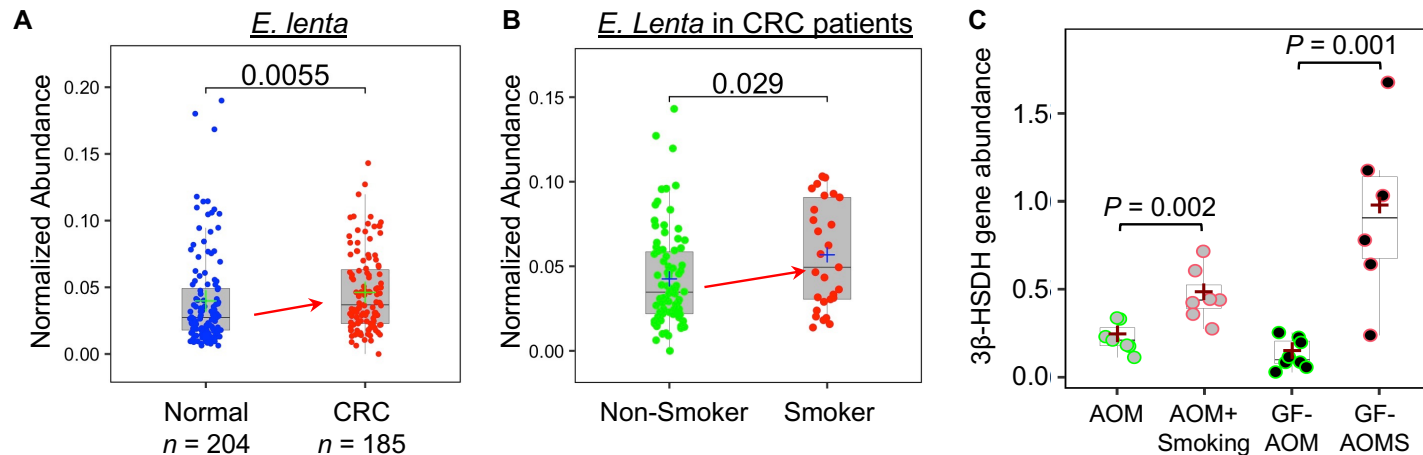 A
E. lenta
0.0055
Normalized Abundance
0.20
0.15
0.10
0.05
0.00
Normal
n = 204
CRC
n = 185
B
E. Lenta in CRC patients
0.029
Normalized Abundance
0.15
0.10
0.05
0.00
Non-Smoker
Smoker
C
P = 0.001
P = 0.002
3β-HSDH gene abundance
1.5
1.0
0.5
0.0
AOM
AOM+
Smoking
GF-
AOM
GF-
AOMS